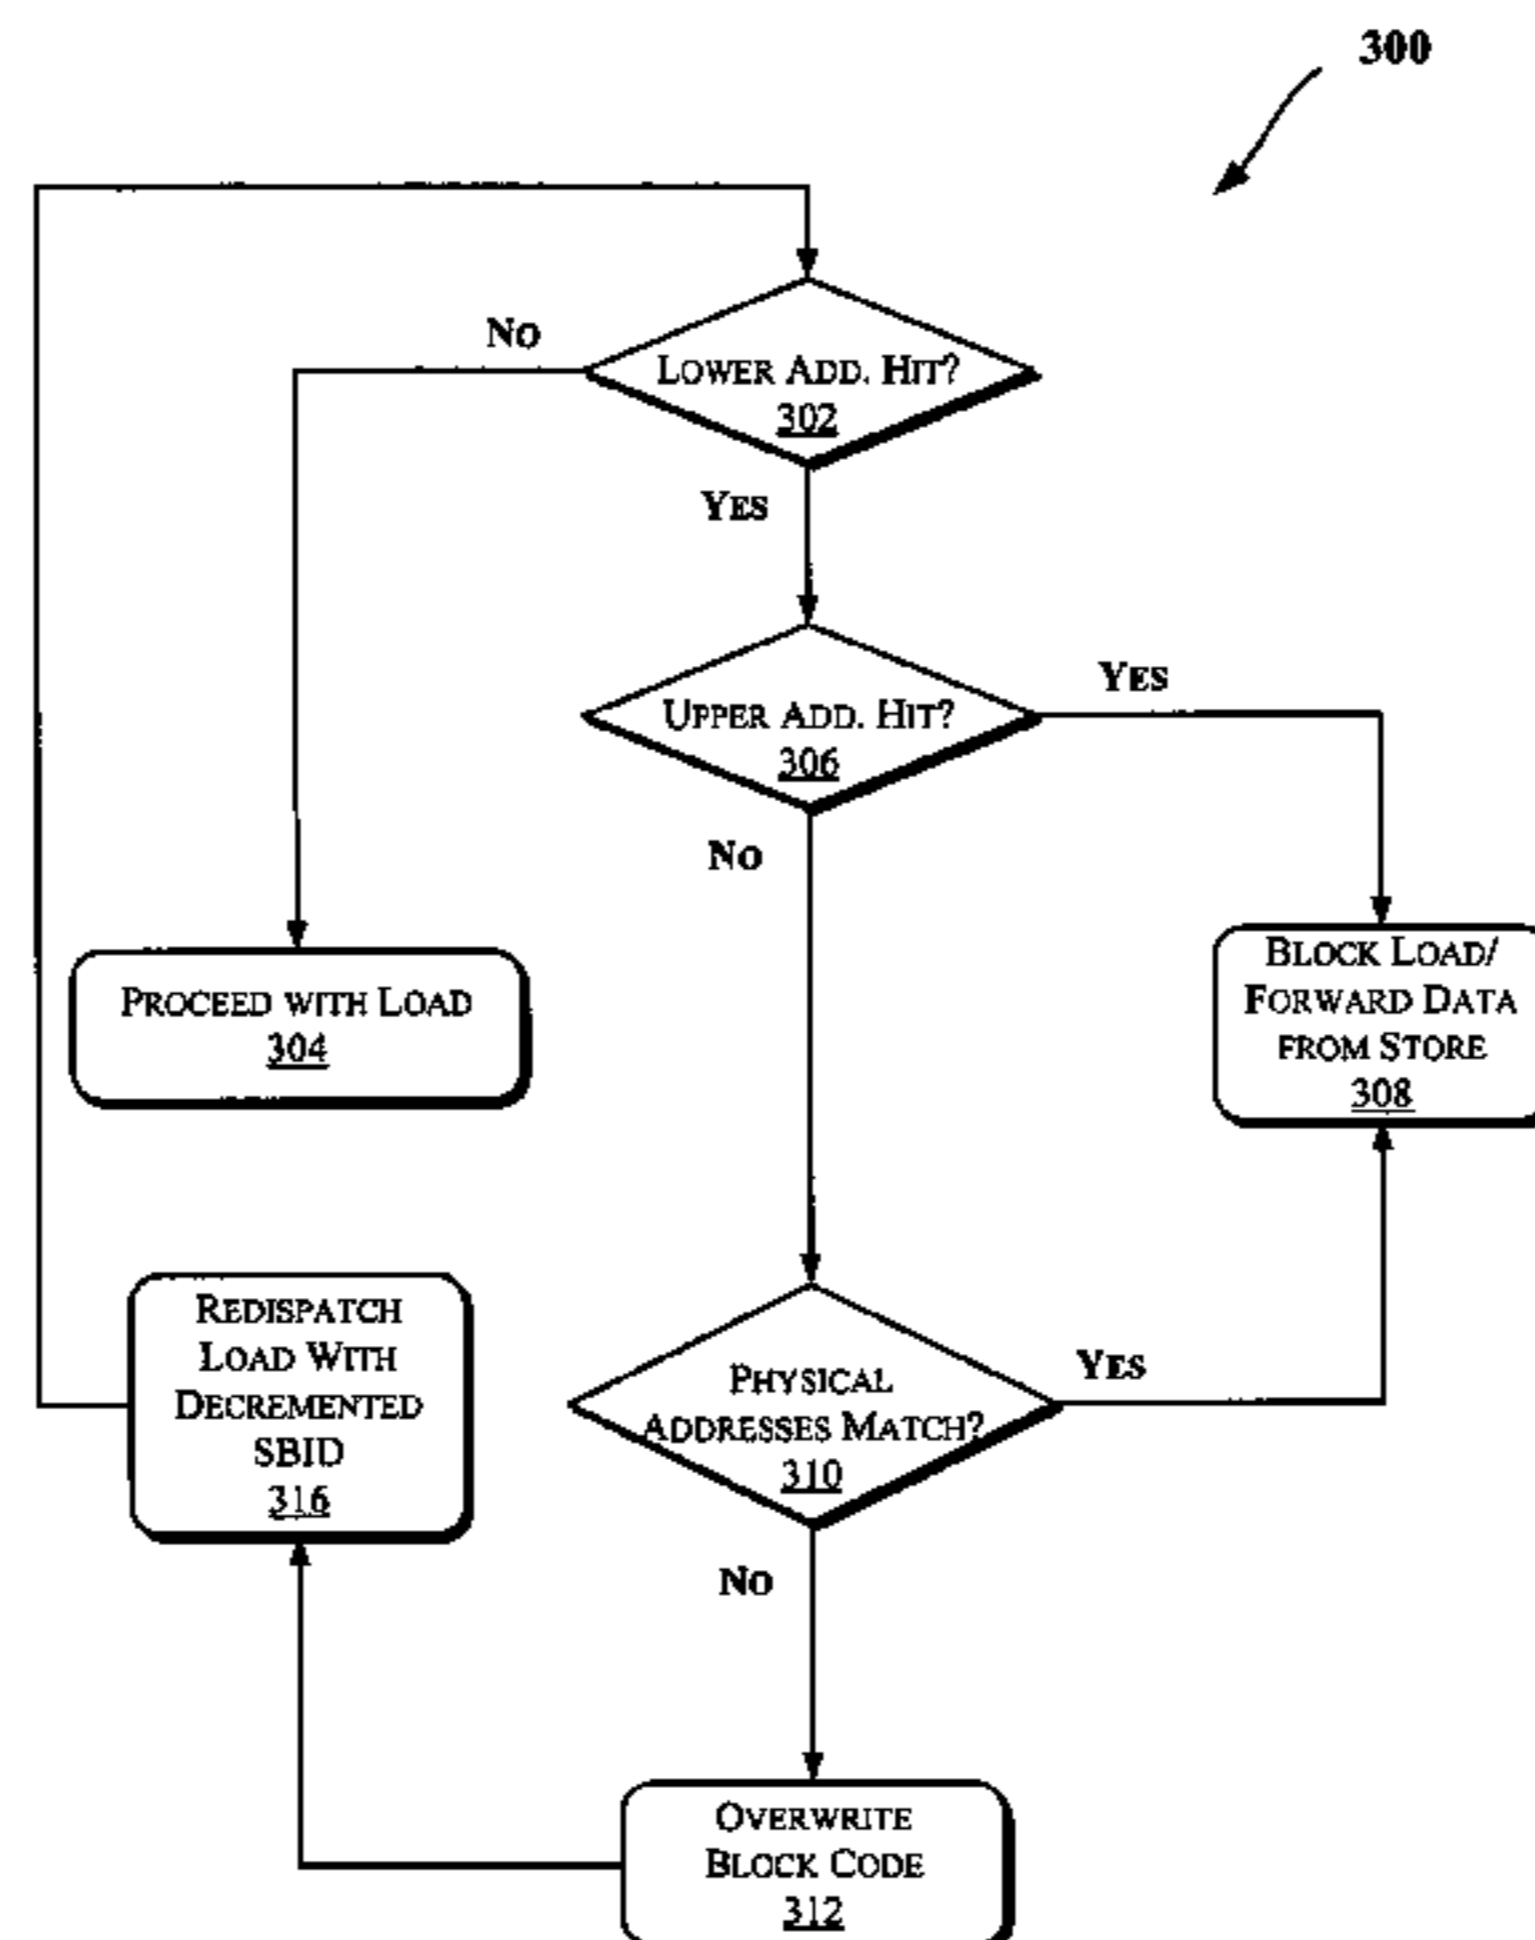 300
NO
LOWER ADD. HIT?
302
YES
UPPER ADD. HIT?
306
YES
NO
PROCEED WITH LOAD
304
BLOCK LOAD/
FORWARD DATA
FROM STORE
308
REDISPATCH
LOAD WITH
DECREMENTED
SBID
316
PHYSICAL
ADDRESSES MATCH?
310
YES
NO
OVERWRITE
BLOCK CODE
312